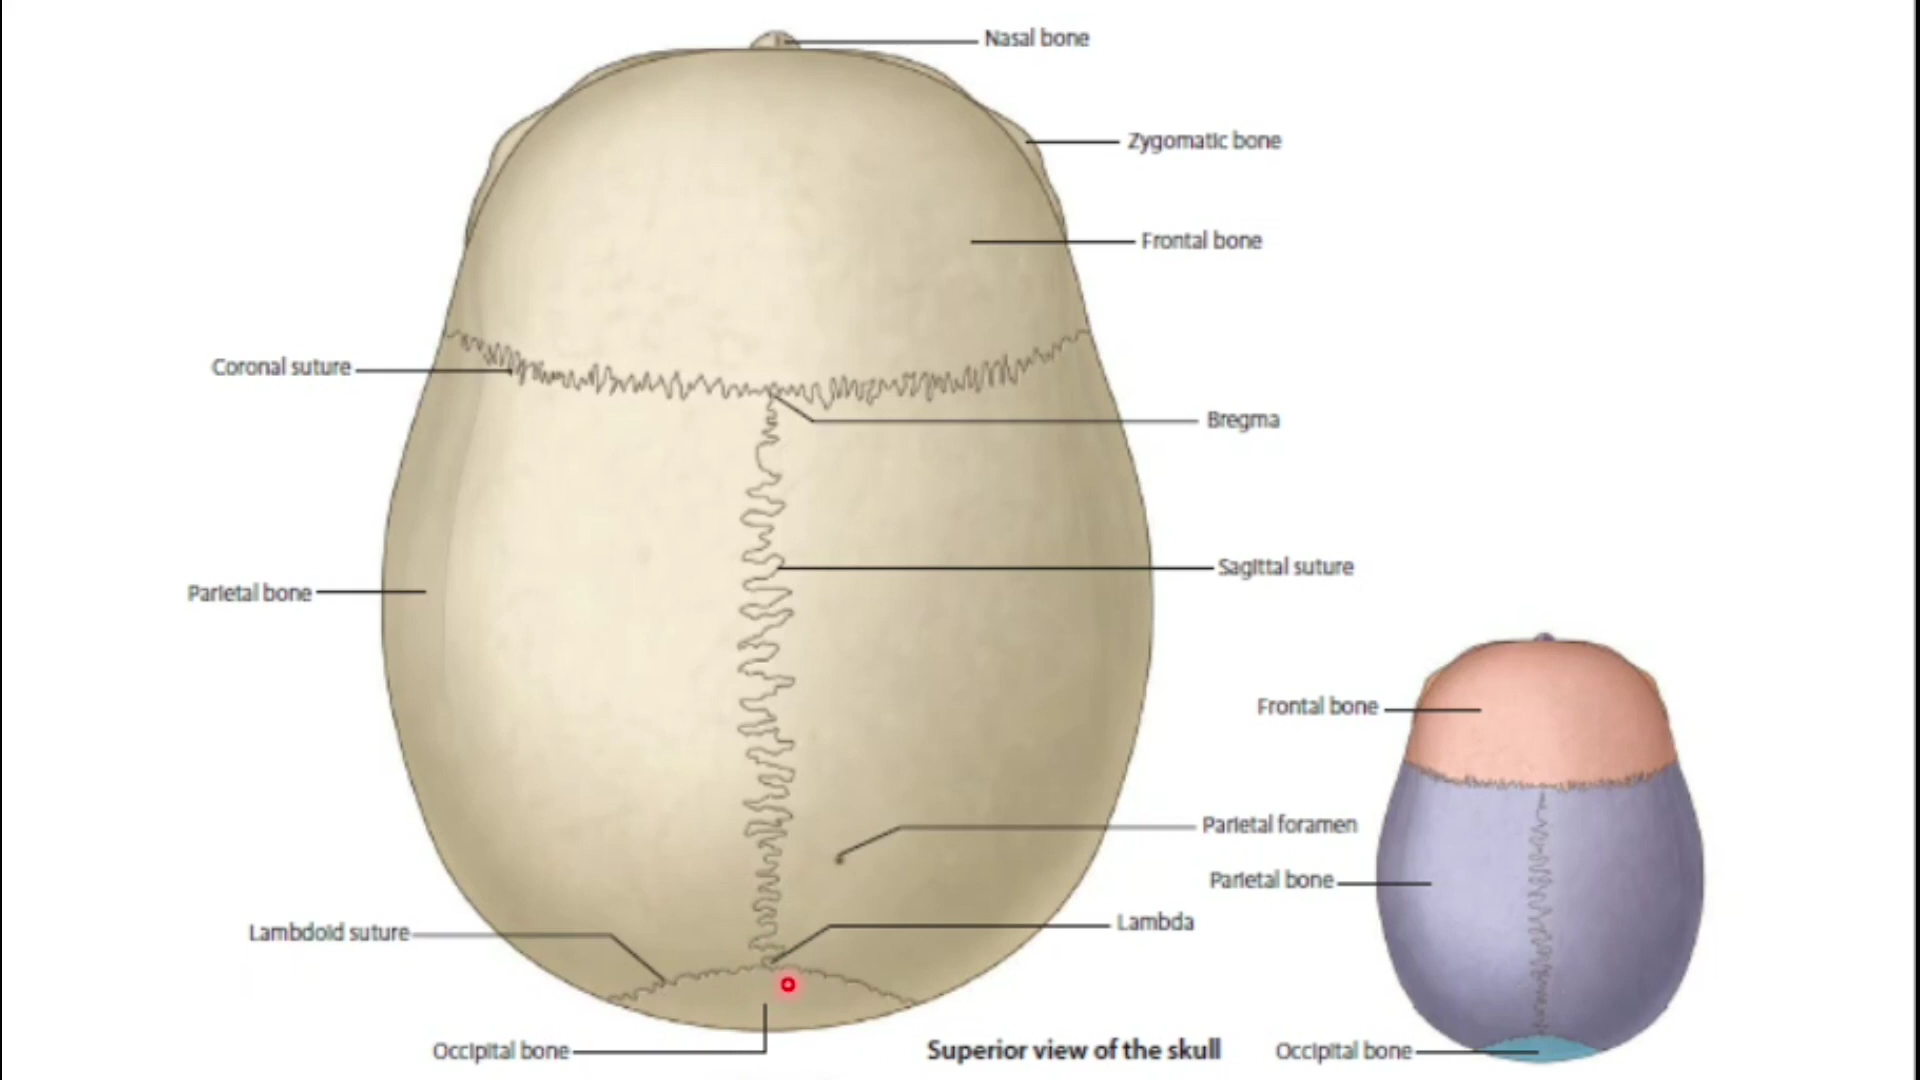 Nasal bone
Zygomatic bone
Frontal bone
Coronal suture
Bregma
Sagittal suture
Parietal bone
Frontal bone
Parietal foramen
Parietal bone
Lambda
Lambdoid suture
Occipital bone
Superior view of the skull
Occipital bone